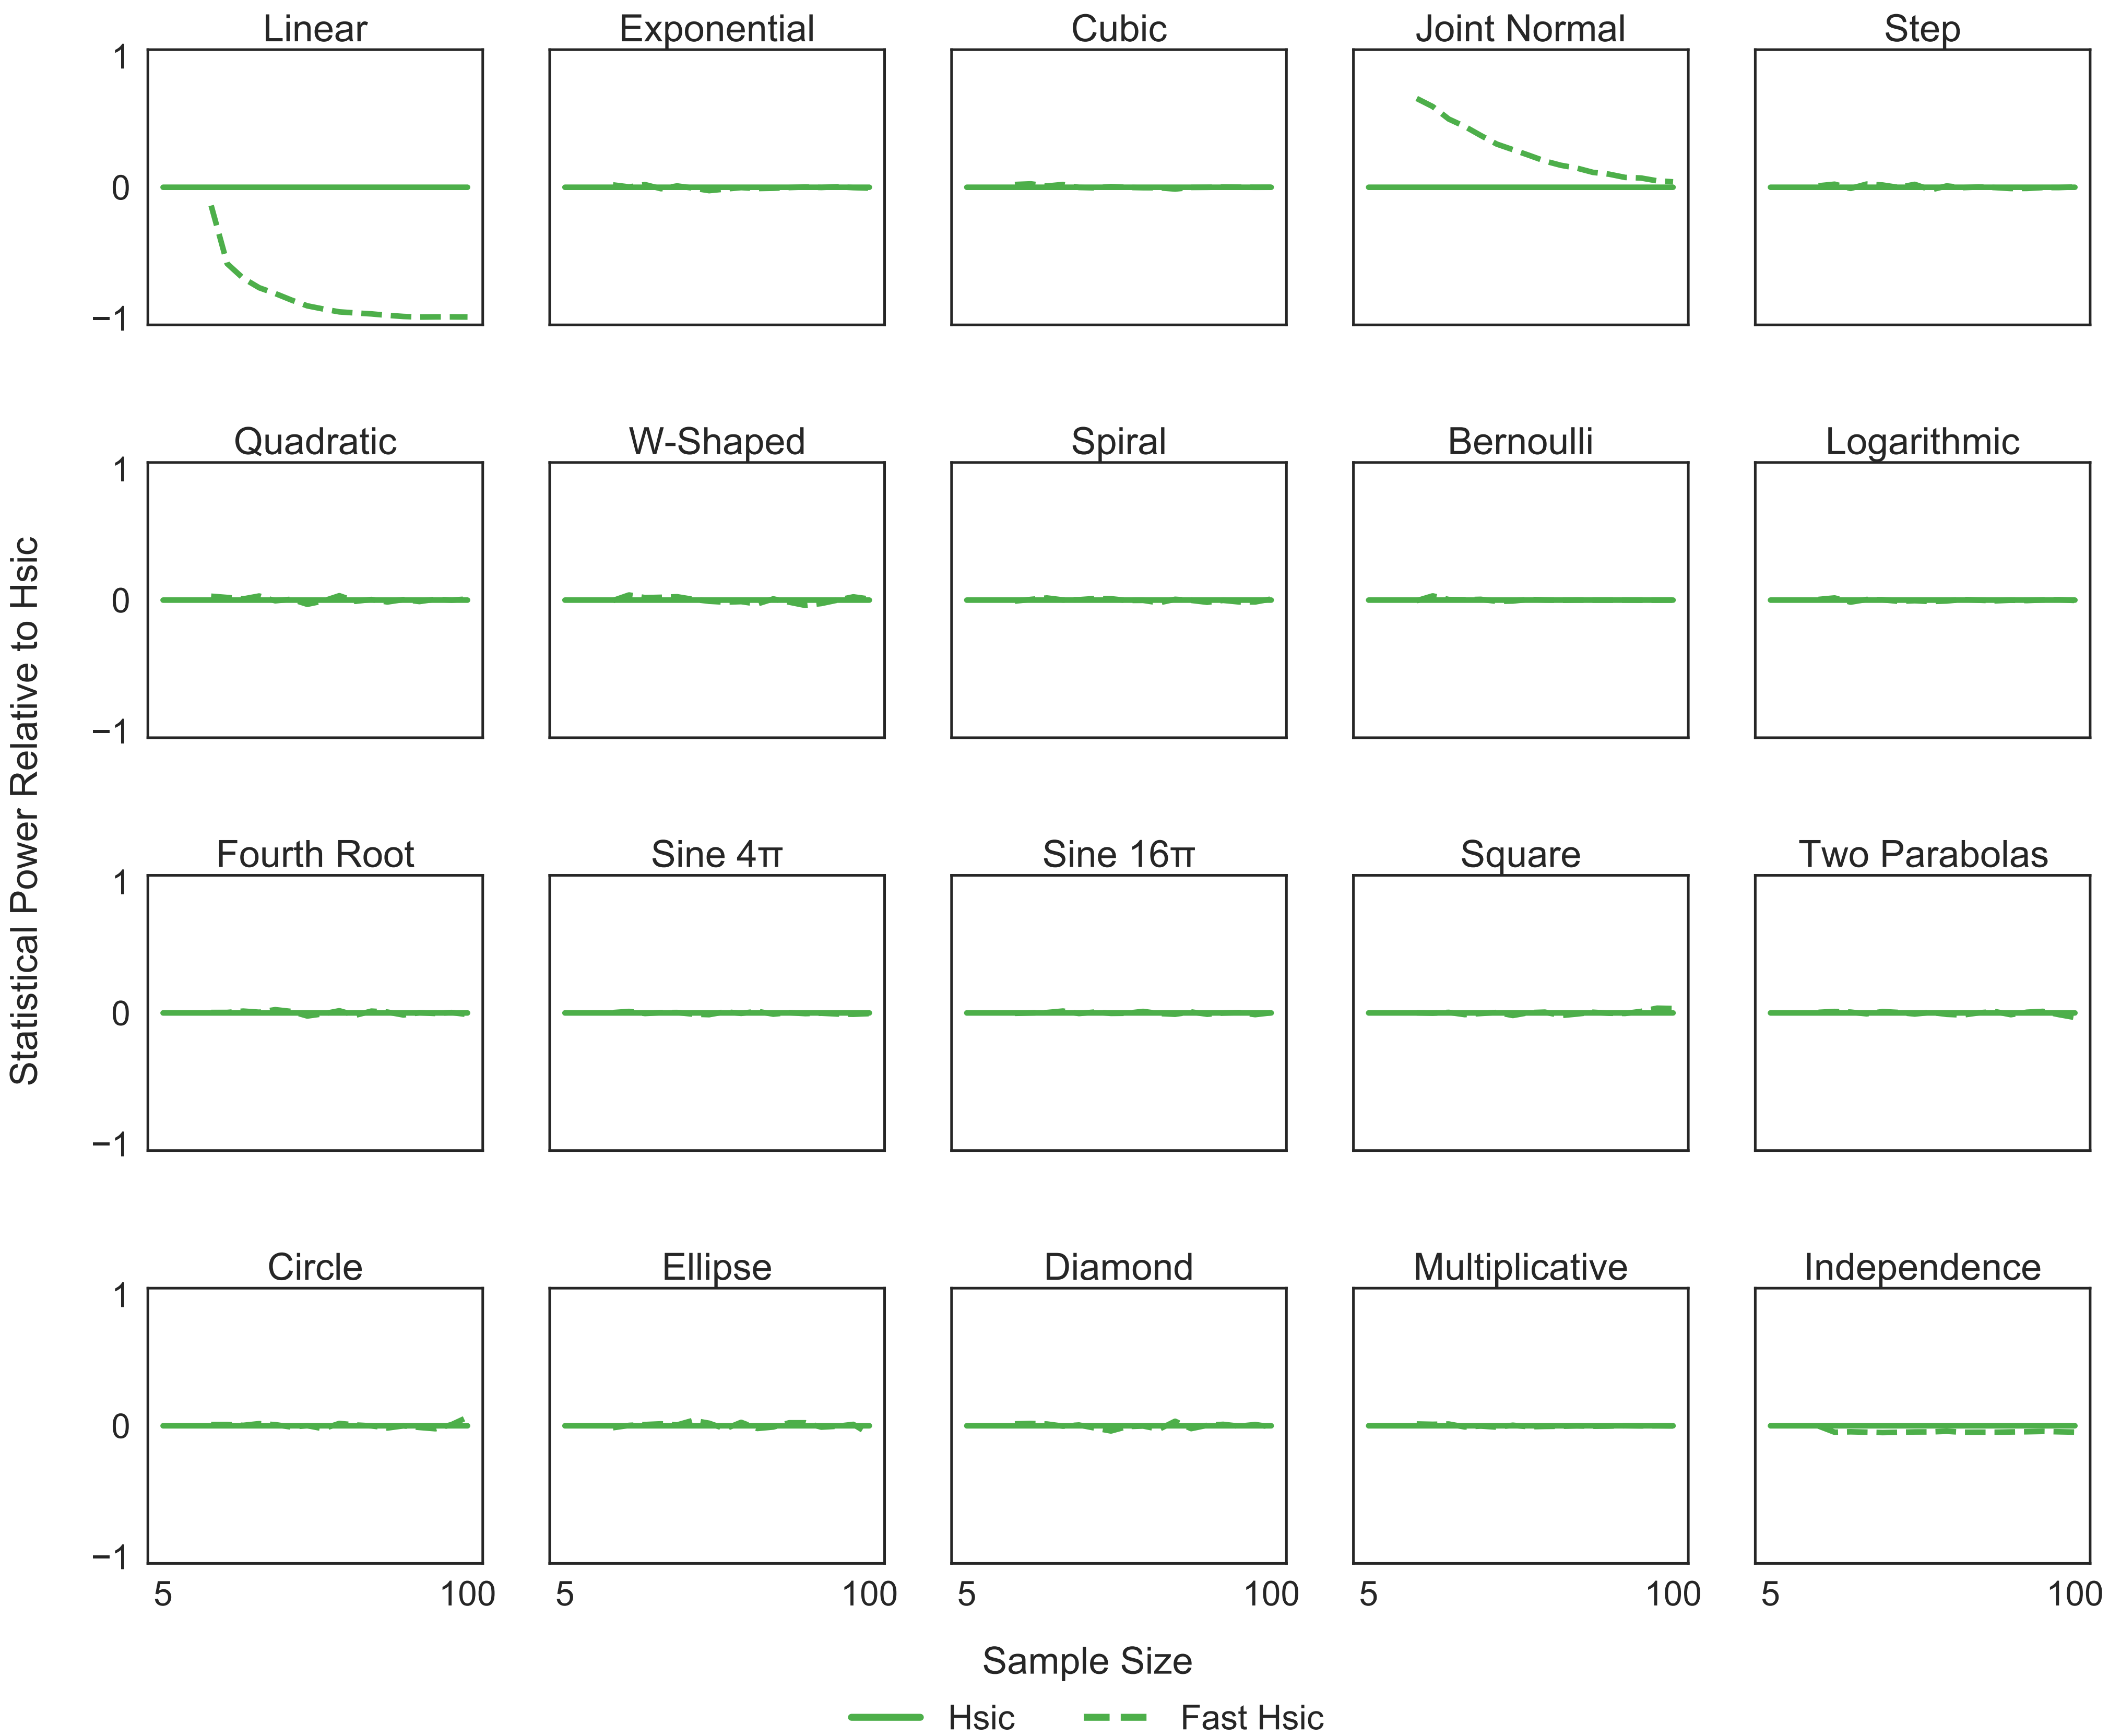 Linear Exponential Cubic Joint Normal Step
1
0
−1
Quadratic W-Shaped Spiral Bernoulli Logarithmic
1
0
−1
Statistical Power Relative to Hsic
Fourth Root Sine 4π Sine 16π Square Two Parabolas
1
0
−1
Circle Ellipse Diamond Multiplicative Independence
1
0
−1
5 100 5 100 5 100 5 100 5 100
Sample Size
Hsic Fast Hsic